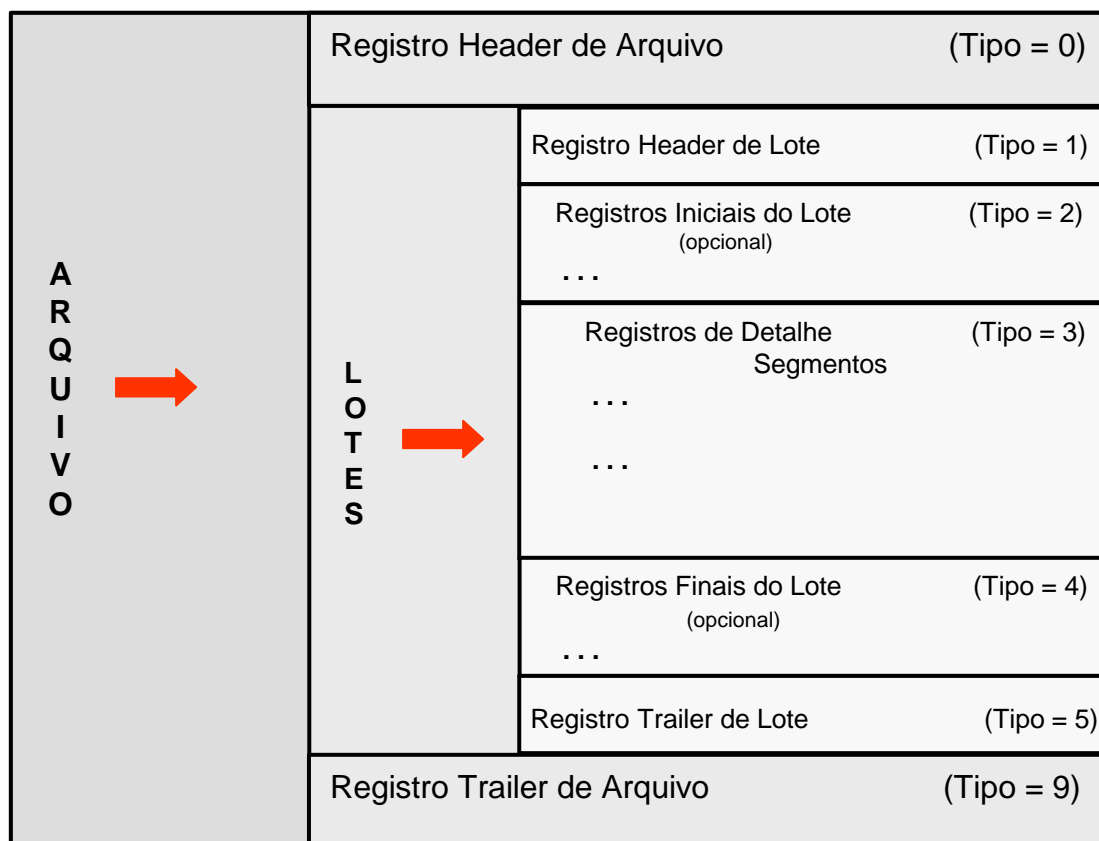 Registro Header de Arquivo (Tipo = 0)
ARQUIVO
LOTES
Registro Header de Lote (Tipo = 1)
Registros Iniciais do Lote (Tipo = 2)
(opcional)
. . .
Registros de Detalhe (Tipo = 3)
Segmentos
. . .
. . .
Registros Finais do Lote (Tipo = 4)
(opcional)
. . .
Registro Trailer de Lote (Tipo = 5)
Registro Trailer de Arquivo (Tipo = 9)